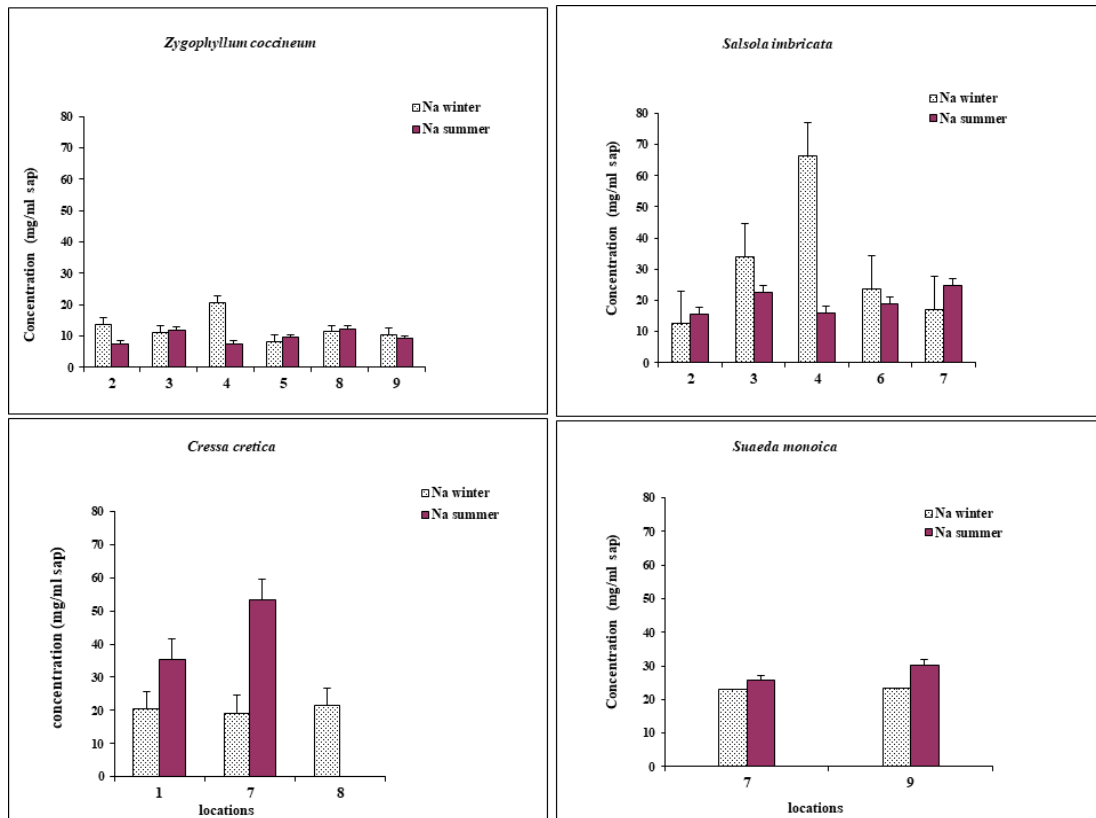 Zygophyllum coccineum
Na winter
Na summer
Concentration (mg/ml sap)
80
70
60
50
40
30
20
10
0
2 3 4 5 8 9
Salsola imbricata
Na winter
Na summer
Concentration (mg/ml sap)
80
70
60
50
40
30
20
10
0
2 3 4 6 7
Cressa cretica
Na winter
Na summer
concentration (mg/ml sap)
80
70
60
50
40
30
20
10
0
1 7 8
locations
Suaeda monoica
Na winter
Na summer
Concentration (mg/ml sap)
80
70
60
50
40
30
20
10
0
7 9
locations